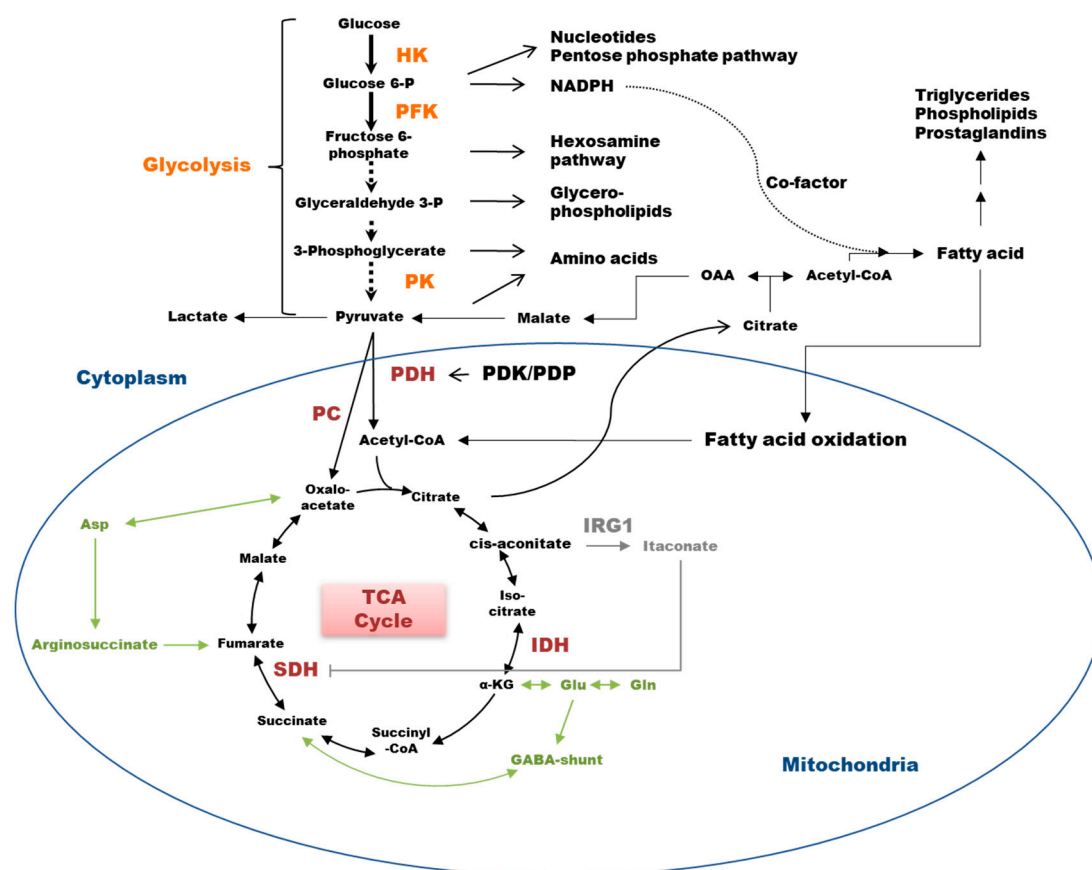 Glucose
HK
Glucose 6-P
PFK
Fructose 6-
phosphate
Glycolysis
Glyceraldehyde 3-P
3-Phosphoglycerate
PK
Lactate
Pyruvate
Malate
Nucleotides
Pentose phosphate pathway
NADPH
Hexosamine
pathway
Glycero-
phospholipids
Amino acids
Triglycerides
Phospholipids
Prostaglandins
Co-factor
OAA
Acetyl-CoA
Fatty acid
Citrate
Cytoplasm
PDH
PDK/PDP
PC
Acetyl-CoA
Fatty acid oxidation
Oxalo-
acetate
Citrate
Asp
IRG1
cis-aconitate
Itaconate
Malate
TCA
Cycle
Iso-
citrate
Arginosuccinate
Fumarate
IDH
SDH
α-KG
Glu
Gln
Succinate
Succinyl
-CoA
GABA-shunt
Mitochondria